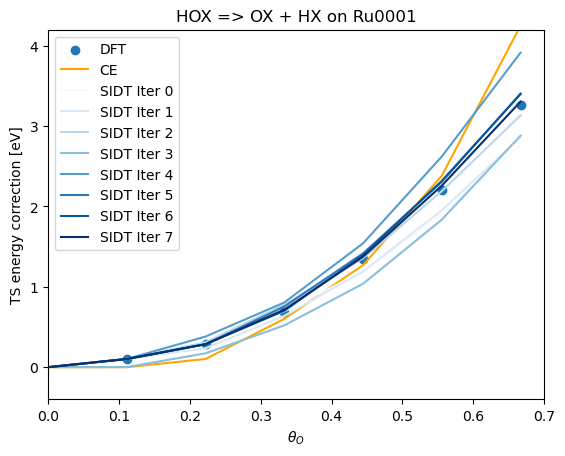 HOX => OX + HX on Ru0001
TS energy correction [eV]
4
3
2
1
0
DFT
CE
SIDT Iter 0
SIDT Iter 1
SIDT Iter 2
SIDT Iter 3
SIDT Iter 4
SIDT Iter 5
SIDT Iter 6
SIDT Iter 7
0.0 0.1 0.2 0.3 0.4 0.5 0.6 0.7
θ_O